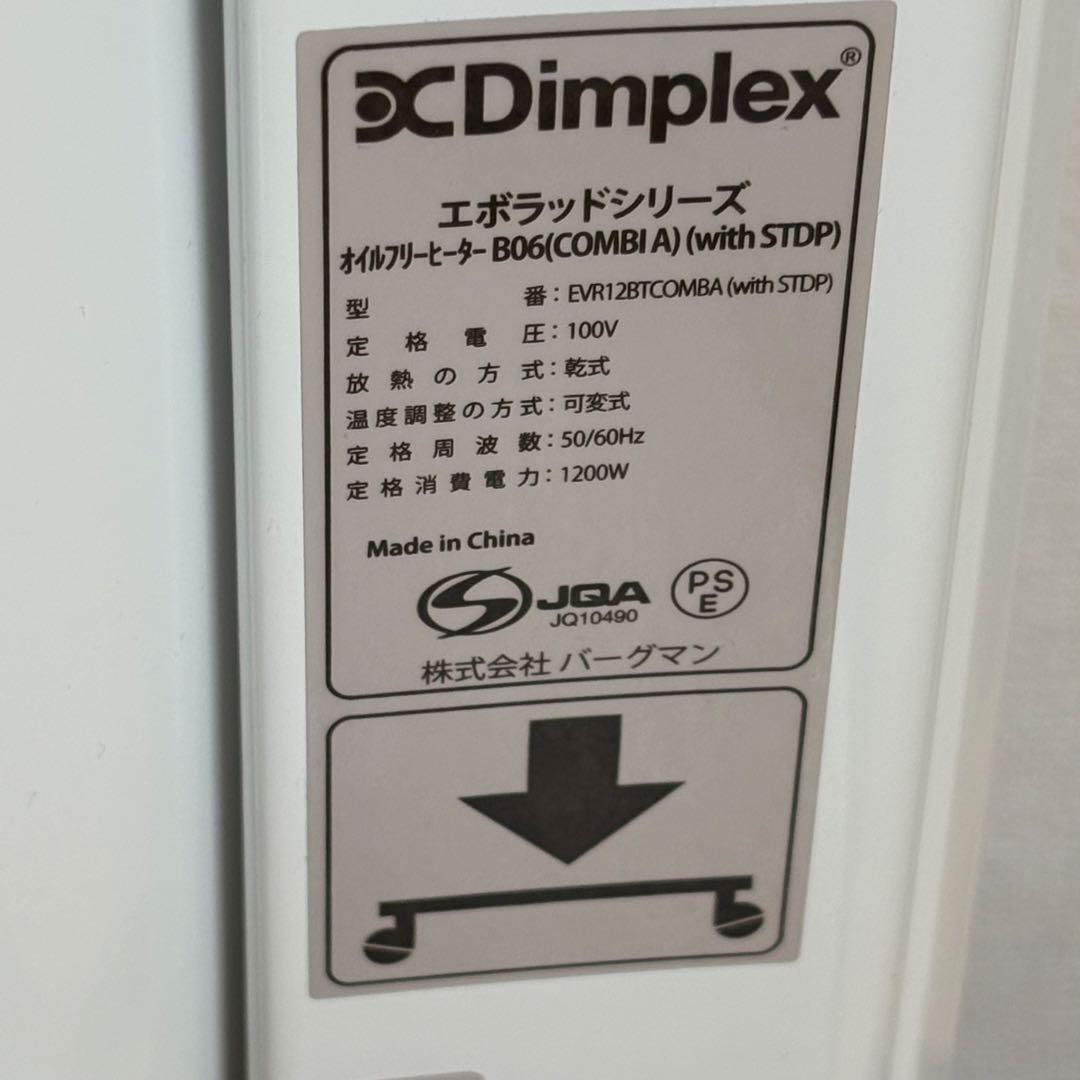 Dimplex®
エボラッドシリーズ
オイルフリーヒーター B06(COMBI A) (with STDP)
型番：EVR12BTCOMBA (with STDP)
定格電圧：100V
放熱の方式：乾式
温度調整の方式：可変式
定格周波数：50/60Hz
定格消費電力：1200W
Made in China
JQA
JQ10490
PS
E
株式会社 バーグマン